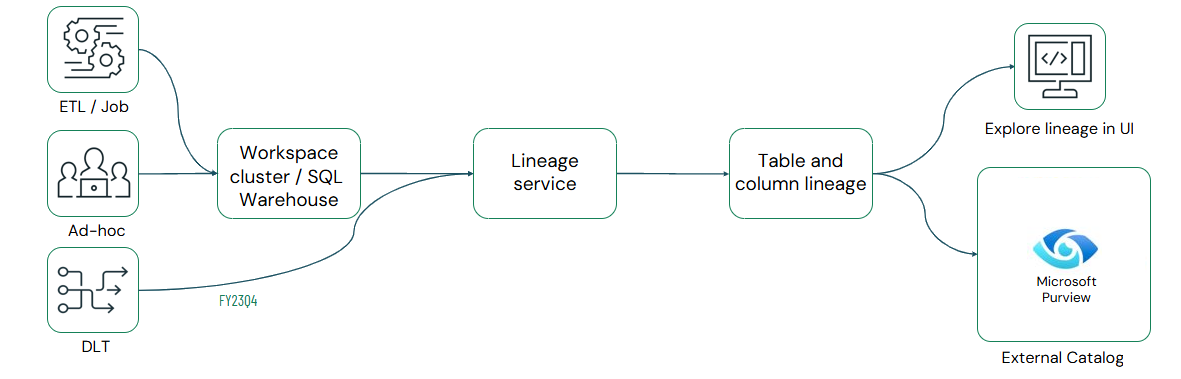 ETL / Job
Ad-hoc
DLT
FY23Q4
Workspace
cluster / SQL
Warehouse
Lineage
service
Table and
column lineage
</>
Explore lineage in UI
Microsoft
Purview
External Catalog